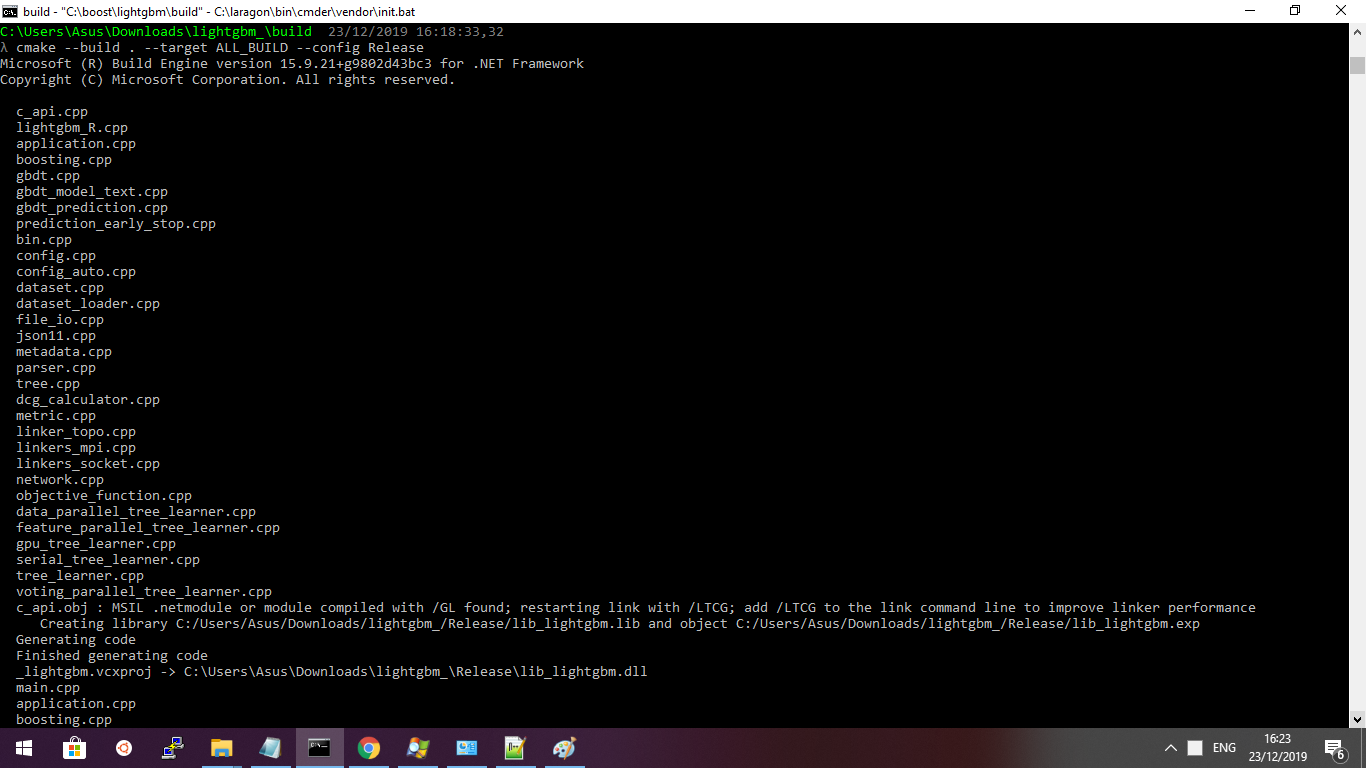 build - "C:\boost\lightgbm\build" - C:\laragon\bin\cmder\vendor\init.bat
C:\Users\Asus\Downloads\lightgbm_\build  23/12/2019 16:18:33,32
λ cmake --build . --target ALL_BUILD --config Release
Microsoft (R) Build Engine version 15.9.21+g9802d43bc3 for .NET Framework
Copyright (C) Microsoft Corporation. All rights reserved.
c_api.cpp
lightgbm_R.cpp
application.cpp
boosting.cpp
gbdt.cpp
gbdt_model_text.cpp
gbdt_prediction.cpp
prediction_early_stop.cpp
bin.cpp
config.cpp
config_auto.cpp
dataset.cpp
dataset_loader.cpp
file_io.cpp
json11.cpp
metadata.cpp
parser.cpp
tree.cpp
dcg_calculator.cpp
metric.cpp
linker_topo.cpp
linkers_mpi.cpp
linkers_socket.cpp
network.cpp
objective_function.cpp
data_parallel_tree_learner.cpp
feature_parallel_tree_learner.cpp
gpu_tree_learner.cpp
serial_tree_learner.cpp
tree_learner.cpp
voting_parallel_tree_learner.cpp
c_api.obj : MSIL .netmodule or module compiled with /GL found; restarting link with /LTCG; add /LTCG to the link command line to improve linker performance
Creating library C:/Users/Asus/Downloads/lightgbm_/Release/lib_lightgbm.lib and object C:/Users/Asus/Downloads/lightgbm_/Release/lib_lightgbm.exp
Generating code
Finished generating code
_lightgbm.vcxproj -> C:\Users\Asus\Downloads\lightgbm_\Release\lib_lightgbm.dll
main.cpp
application.cpp
boosting.cpp
ENG
16:23
23/12/2019
6